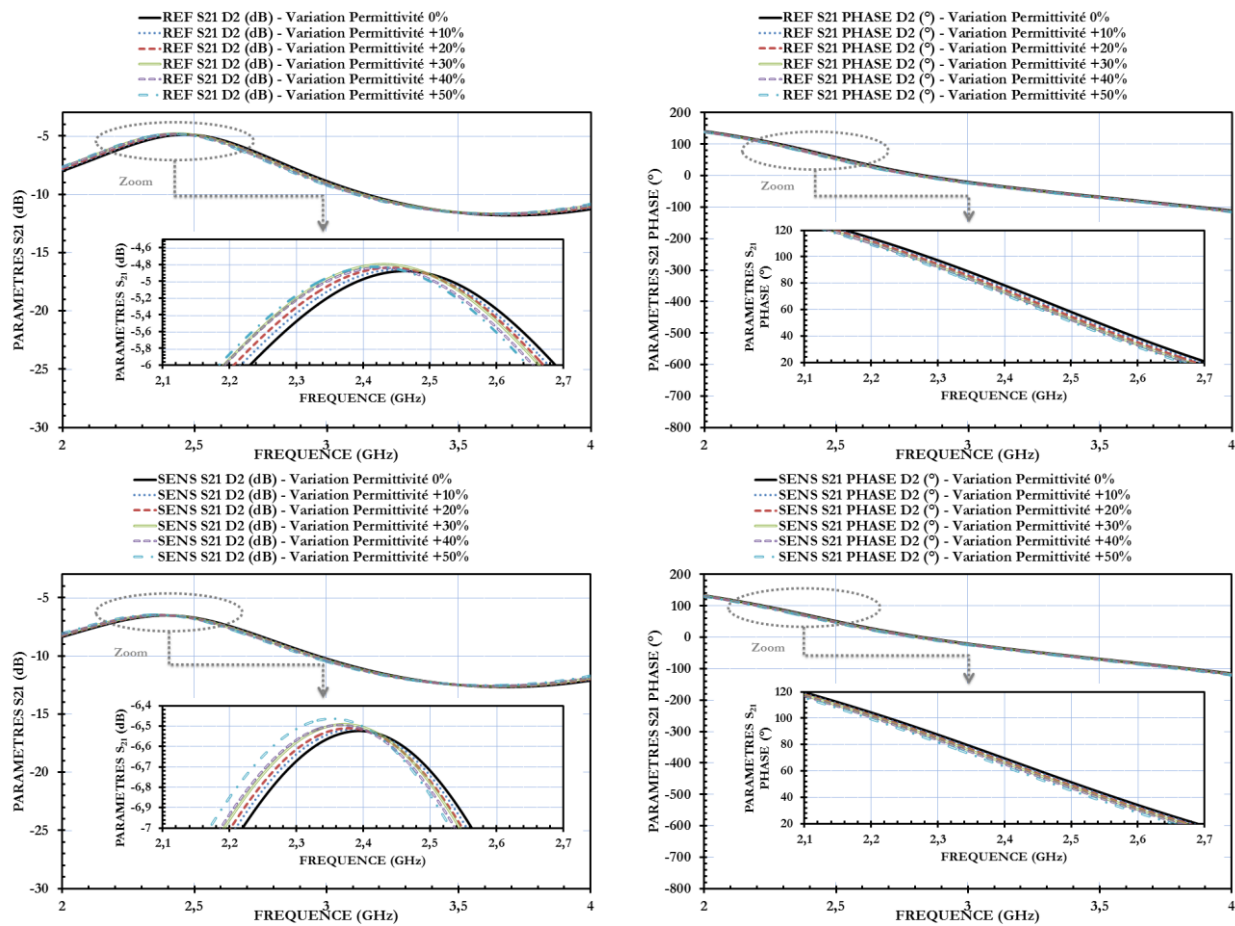 REF S21 D2 (dB) - Variation Permittivité 0%
REF S21 D2 (dB) - Variation Permittivité +10%
REF S21 D2 (dB) - Variation Permittivité +20%
REF S21 D2 (dB) - Variation Permittivité +30%
REF S21 D2 (dB) - Variation Permittivité +40%
REF S21 D2 (dB) - Variation Permittivité +50%
PARAMETRES S21 (dB)
-5
-10
-15
-20
-25
-30
2
2,5
3
3,5
4
FREQUENCE (GHz)
Zoom
PARAMETRES S21 (dB)
-4,6
-4,8
-5
-5,2
-5,4
-5,6
-5,8
-6
2,1
2,2
2,3
2,4
2,5
2,6
2,7
FREQUENCE (GHz)
REF S21 PHASE D2 (°) - Variation Permittivité 0%
REF S21 PHASE D2 (°) - Variation Permittivité +10%
REF S21 PHASE D2 (°) - Variation Permittivité +20%
REF S21 PHASE D2 (°) - Variation Permittivité +30%
REF S21 PHASE D2 (°) - Variation Permittivité +40%
REF S21 PHASE D2 (°) - Variation Permittivité +50%
PARAMETRES S21 PHASE (°)
200
100
0
-100
-200
-300
-400
-500
-600
-700
-800
2
2,5
3
3,5
4
FREQUENCE (GHz)
Zoom
PARAMETRES S21
PHASE (°)
120
100
80
60
40
20
2,1
2,2
2,3
2,4
2,5
2,6
2,7
FREQUENCE (GHz)
SENS S21 D2 (dB) - Variation Permittivité 0%
SENS S21 D2 (dB) - Variation Permittivité +10%
SENS S21 D2 (dB) - Variation Permittivité +20%
SENS S21 D2 (dB) - Variation Permittivité +30%
SENS S21 D2 (dB) - Variation Permittivité +40%
SENS S21 D2 (dB) - Variation Permittivité +50%
PARAMETRES S21 (dB)
-5
-10
-15
-20
-25
-30
2
2,5
3
3,5
4
FREQUENCE (GHz)
Zoom
PARAMETRES S21 (dB)
-6,4
-6,5
-6,6
-6,7
-6,8
-6,9
-7
2,1
2,2
2,3
2,4
2,5
2,6
2,7
FREQUENCE (GHz)
SENS S21 PHASE D2 (°) - Variation Permittivité 0%
SENS S21 PHASE D2 (°) - Variation Permittivité +10%
SENS S21 PHASE D2 (°) - Variation Permittivité +20%
SENS S21 PHASE D2 (°) - Variation Permittivité +30%
SENS S21 PHASE D2 (°) - Variation Permittivité +40%
SENS S21 PHASE D2 (°) - Variation Permittivité +50%
PARAMETRES S21 PHASE (°)
200
100
0
-100
-200
-300
-400
-500
-600
-700
-800
2
2,5
3
3,5
4
FREQUENCE (GHz)
Zoom
PARAMETRES S21
PHASE (°)
120
100
80
60
40
20
2,1
2,2
2,3
2,4
2,5
2,6
2,7
FREQUENCE (GHz)